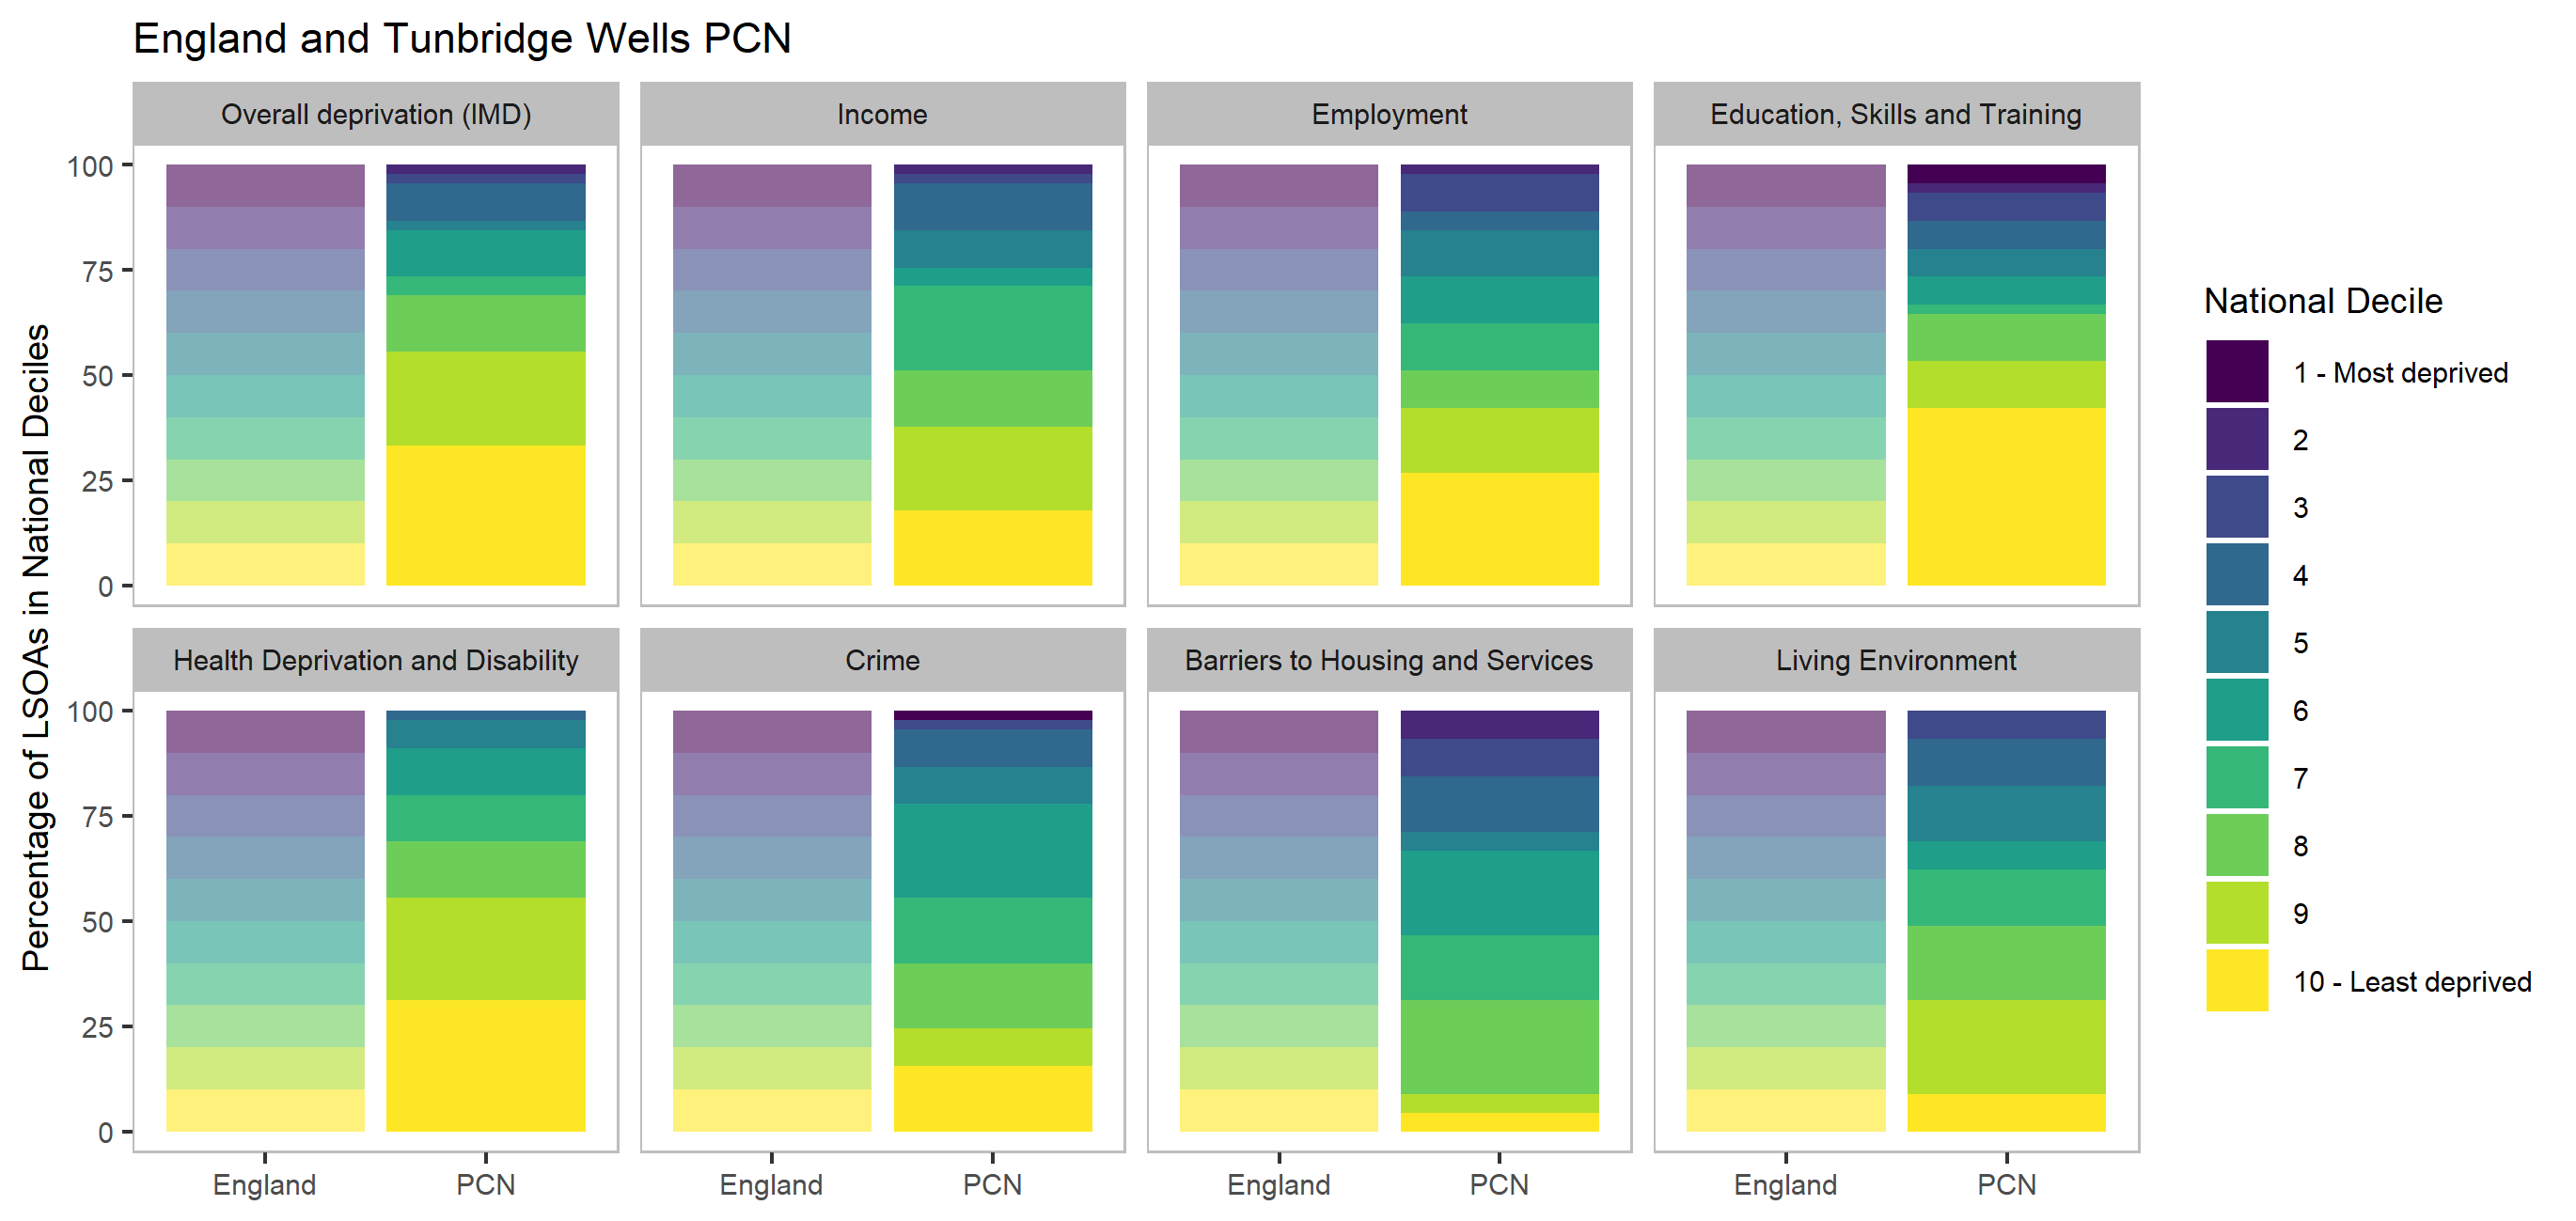 England and Tunbridge Wells PCN
Overall deprivation (IMD)
Income
Employment
Education, Skills and Training
100
75
50
25
0
Health Deprivation and Disability
Crime
Barriers to Housing and Services
Living Environment
100
75
50
25
0
England
PCN
England
PCN
England
PCN
England
PCN
Percentage of LSOAs in National Deciles
National Decile
1 - Most deprived
2
3
4
5
6
7
8
9
10 - Least deprived